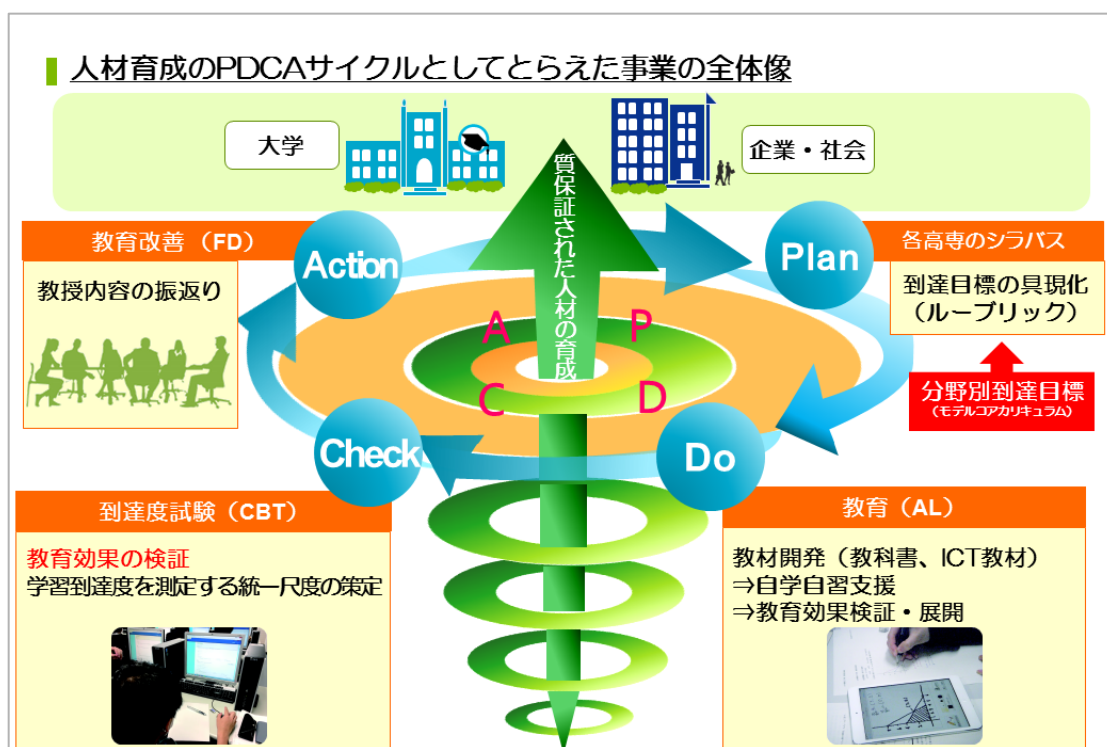 人材育成のPDCAサイクルとしてとらえた事業の全体像
大学
企業・社会
質保証された人材の育成
教育改善（FD）
教授内容の振返り
Action
Plan
各高専のシラバス
到達目標の具現化
（ルーブリック）
分野別到達目標
（モデルコアカリキュラム）
A
P
C
D
Check
Do
到達度試験（CBT）
教育効果の検証
学習到達度を測定する統一尺度の策定
教育（AL）
教材開発（教科書、ICT教材）
⇒自学自習支援
⇒教育効果検証・展開